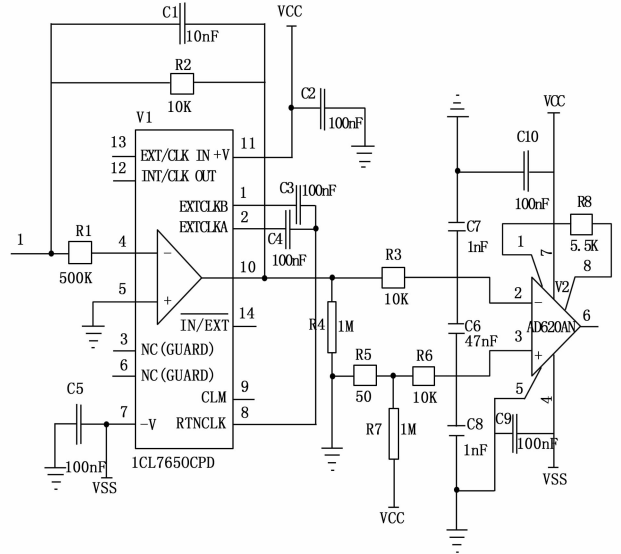 C1
10nF
VCC
R2
10K
V1
C2
100nF
VCC
C10
100nF
13
EXT/CLK IN +V
11
12
INT/CLK OUT
1
C3
100nF
EXTCLKB
2
EXTCLKA
C4
100nF
C7
1nF
R8
5.5K
1
7
8
1
R1
500K
4
−
10
R3
10K
V2
2
−
AD620AN
6
5
+
IN/EXT
14
R4
1M
C6
47nF
3
+
3
NC(GUARD)
6
NC(GUARD)
R5
50
R6
10K
5
4
CLM
9
C5
100nF
7
-V
RTNCLK
8
R7
1M
C8
1nF
C9
100nF
VSS
1CL7650CPD
VCC
VSS